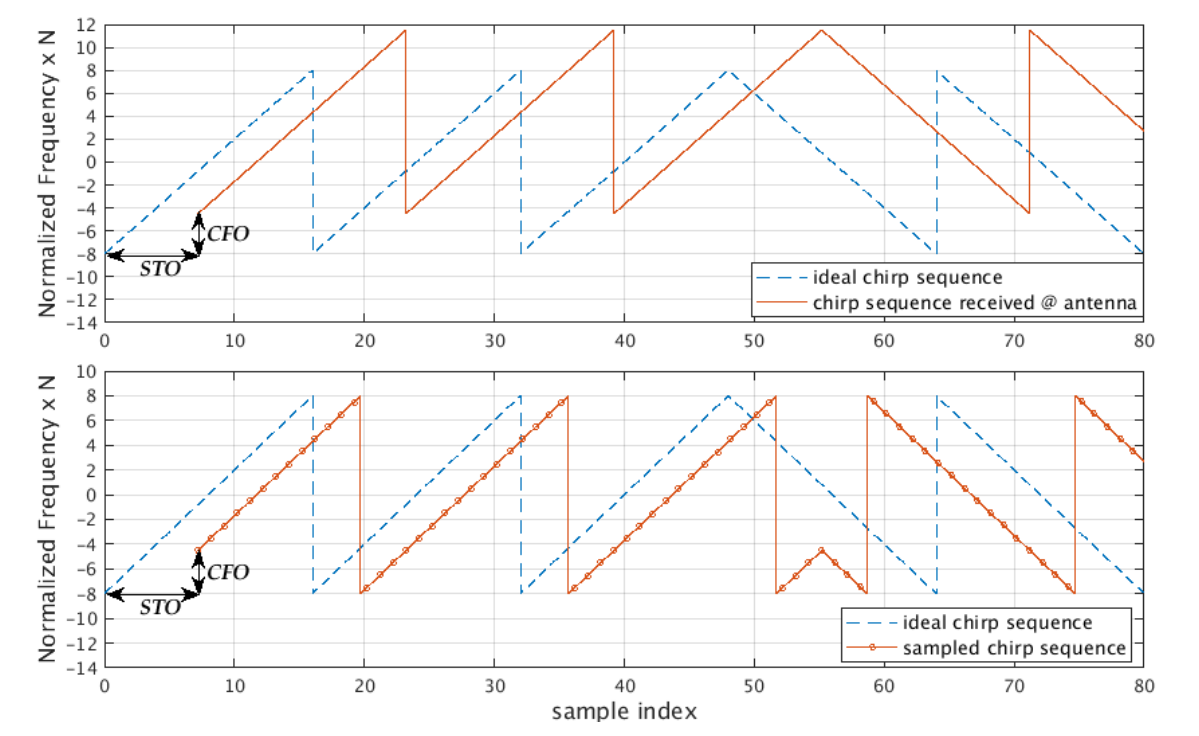 Normalized Frequency x N
12
10
8
6
4
2
0
−2
−4
−6
−8
−10
−12
−14
CFO
STO
ideal chirp sequence
chirp sequence received @ antenna
0 10 20 30 40 50 60 70 80
Normalized Frequency x N
10
8
6
4
2
0
−2
−4
−6
−8
−10
−12
−14
CFO
STO
ideal chirp sequence
sampled chirp sequence
0 10 20 30 40 50 60 70 80
sample index